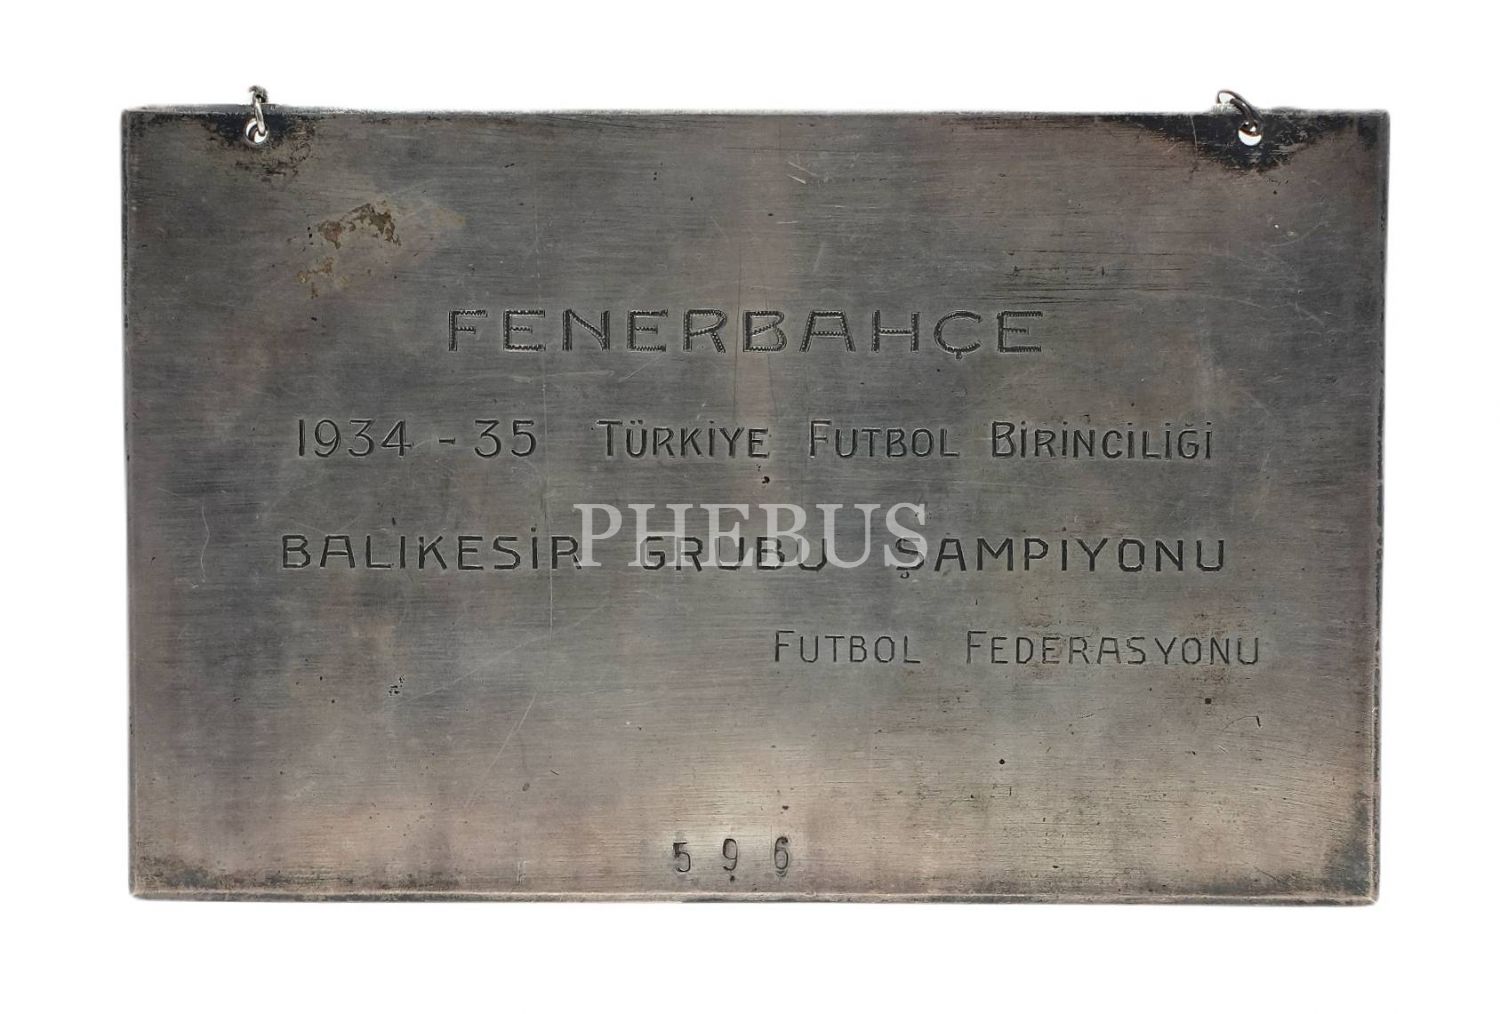 FENERBAHÇE
1934-35 TÜRKİYE FUTBOL BİRİNCİLİĞİ
PHEBUS
BALIKESİR GRUBU ŞAMPİYONU
FUTBOL FEDERASYONU
596